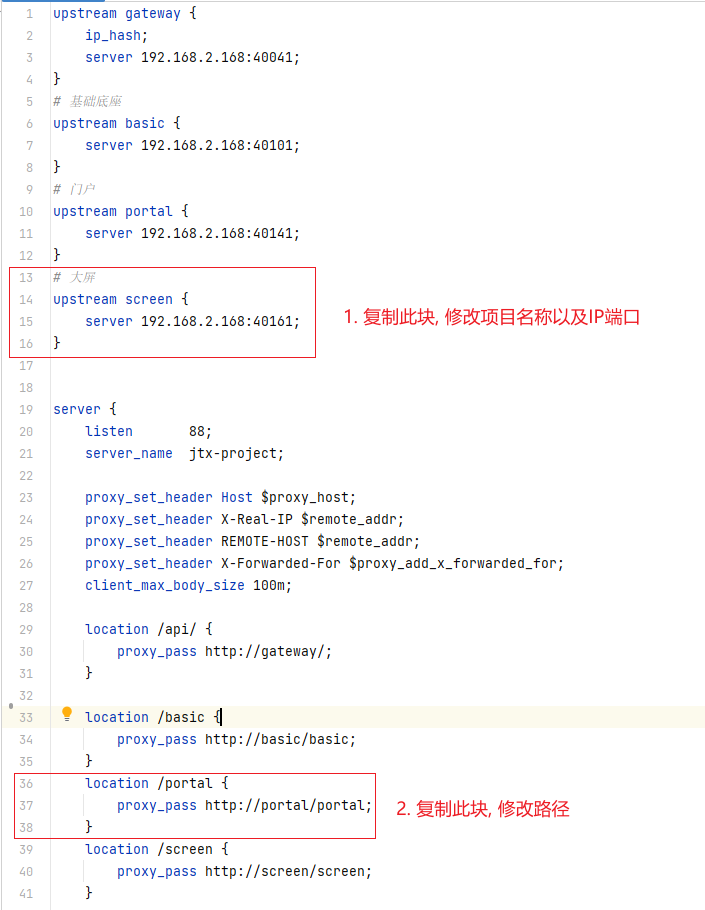 1 upstream gateway {
2 ip_hash;
3 server 192.168.2.168:40041;
4 }
5 # 基础底座
6 upstream basic {
7 server 192.168.2.168:40101;
8 }
9 # 门户
10 upstream portal {
11 server 192.168.2.168:40141;
12 }
13 # 大屏
14 upstream screen {
15 server 192.168.2.168:40161;
1. 复制此块, 修改项目名称以及IP端口
16 }
17
18
19 server {
20 listen 88;
21 server_name jtx-project;
22
23 proxy_set_header Host $proxy_host;
24 proxy_set_header X-Real-IP $remote_addr;
25 proxy_set_header REMOTE-HOST $remote_addr;
26 proxy_set_header X-Forwarded-For $proxy_add_x_forwarded_for;
27 client_max_body_size 100m;
28
29 location /api/ {
30 proxy_pass http://gateway/;
31 }
32
33 location /basic {
34 proxy_pass http://basic/basic;
35 }
36 location /portal {
37 proxy_pass http://portal/portal;
2. 复制此块, 修改路径
38 }
39 location /screen {
40 proxy_pass http://screen/screen;
41 }